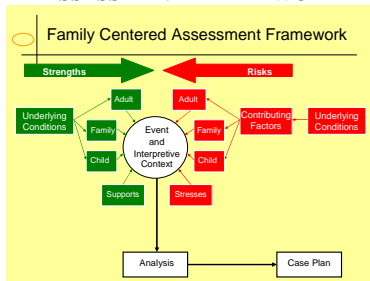 Family Centered Assessment Framework
Strengths
Risks
Adult
Adult
Underlying
Conditions
Family
Event
and
Interpretive
Context
Family
Contributing
Factors
Underlying
Conditions
Child
Child
Supports
Stresses
Analysis
Case Plan